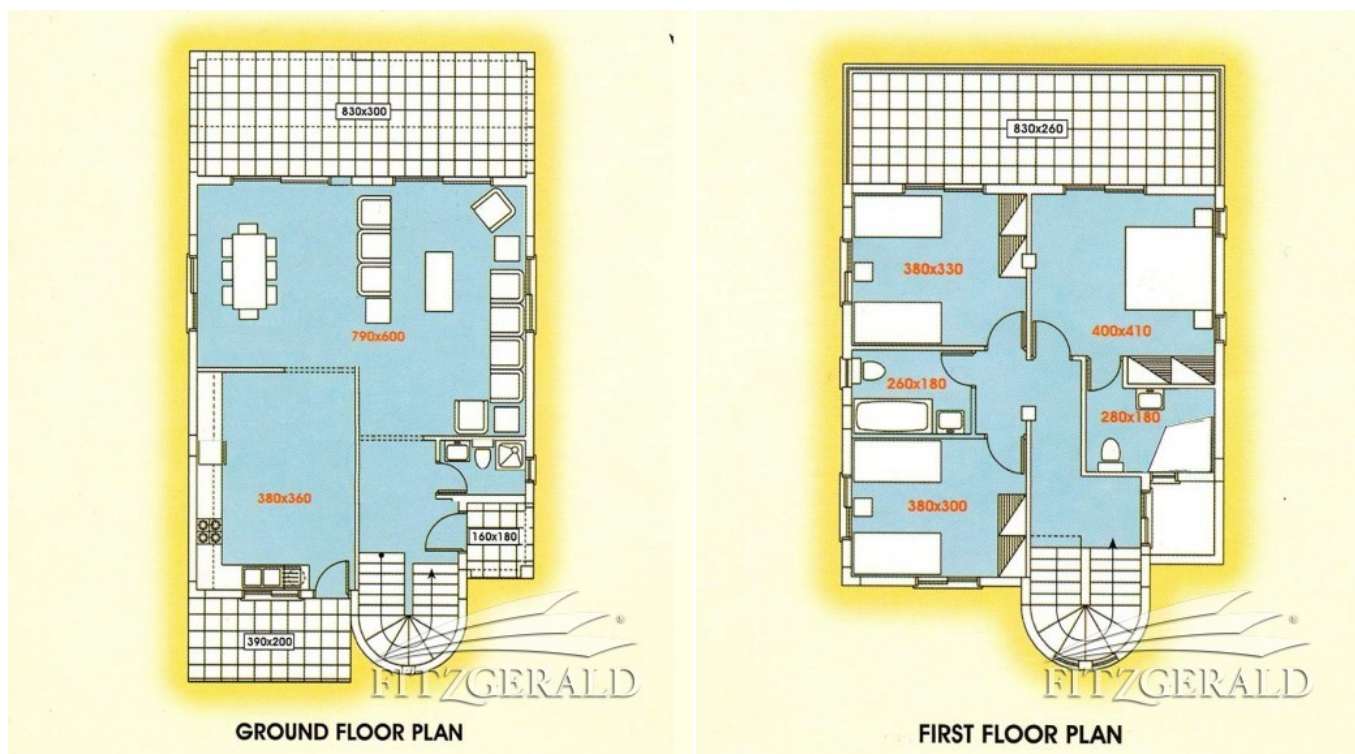 830x300
790x600
380x360
160x180
390x200
FITZGERALD
GROUND FLOOR PLAN
830x260
380x330
400x410
260x180
280x180
380x300
®
FITZGERALD
®
FIRST FLOOR PLAN